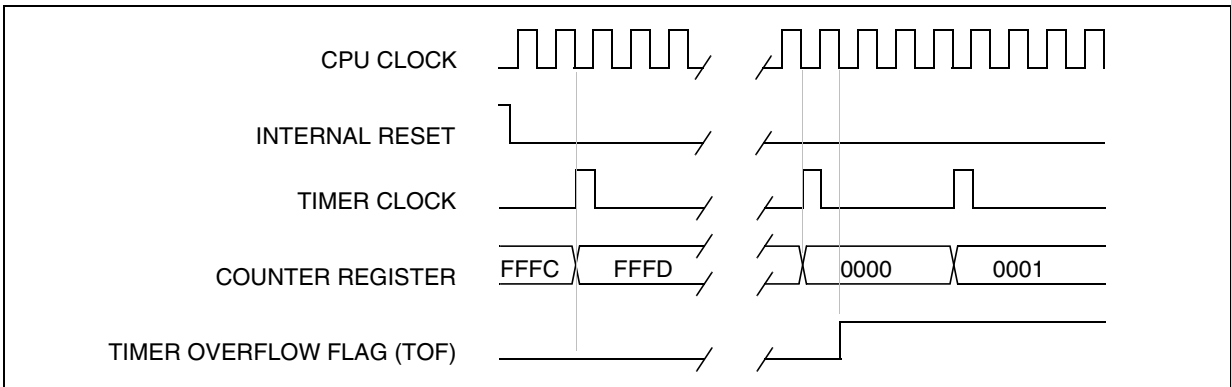 CPU CLOCK
INTERNAL RESET
TIMER CLOCK
COUNTER REGISTER
FFFC
FFFD
0000
0001
TIMER OVERFLOW FLAG (TOF)